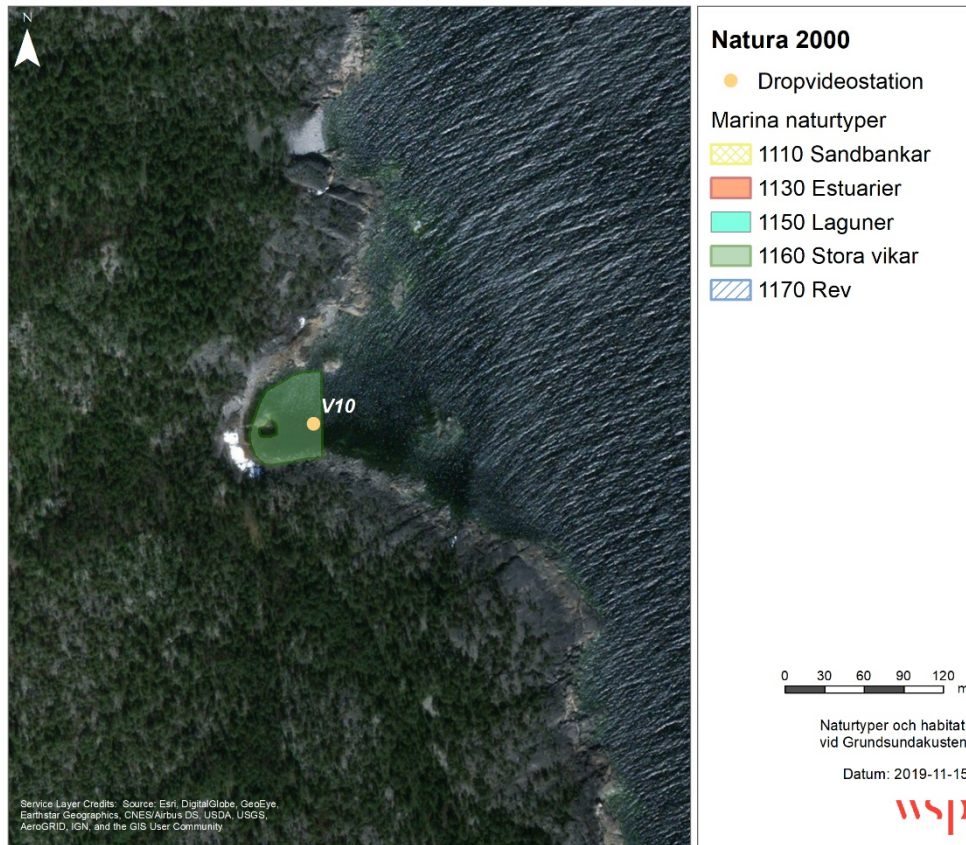 N
V10
Service Layer Credits: Source: Esri, DigitalGlobe, GeoEye,
Earthstar Geographics, CNES/Airbus DS, USDA, USGS,
AeroGRID, IGN, and the GIS User Community
Natura 2000
Dropvideostation
Marina naturtyper
1110 Sandbankar
1130 Estuarier
1150 Laguner
1160 Stora vikar
1170 Rev
0 30 60 90 120
m
Naturtyper och habitat
vid Grundsundakusten
Datum: 2019-11-15
wsp